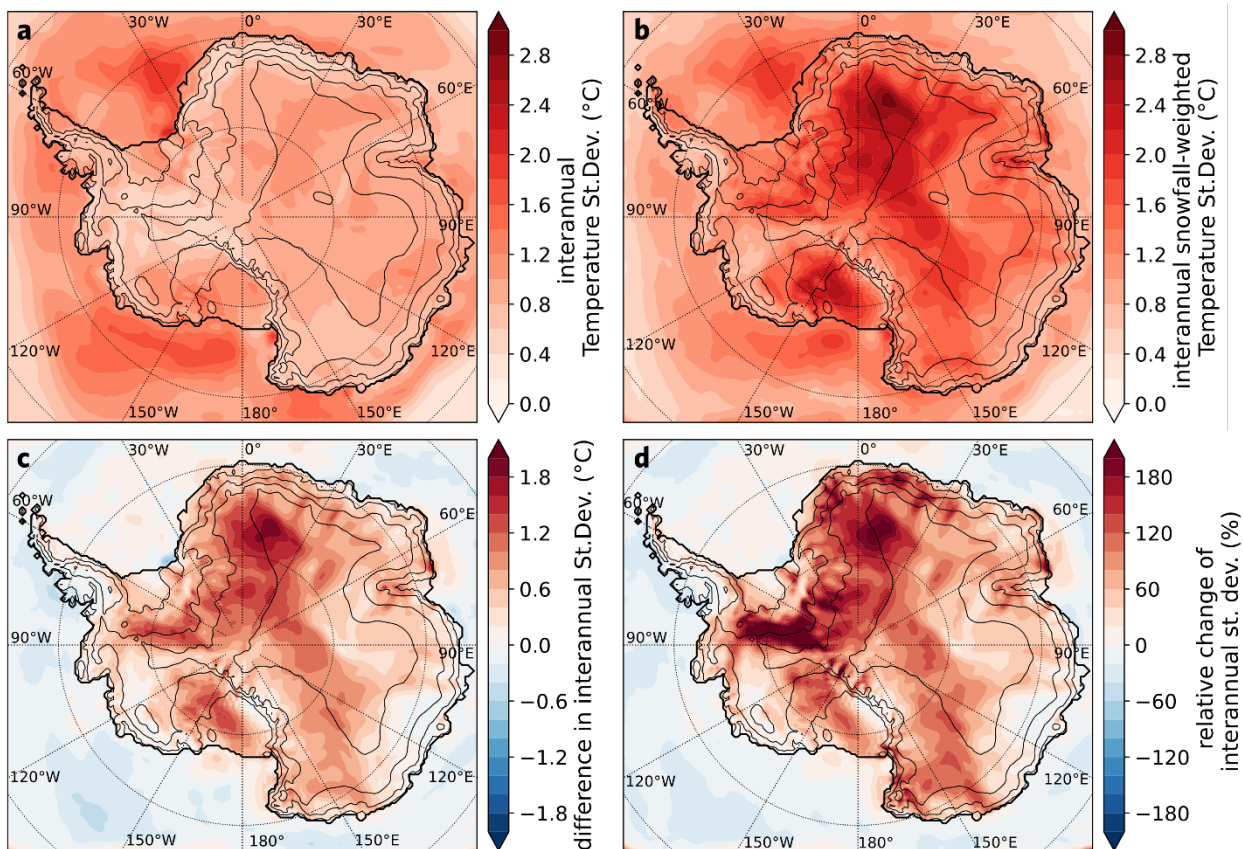 a
30°W
0°
30°E
60°W
60°E
90°W
90°E
120°W
120°E
150°W
180°
150°E
2.8
2.4
2.0
1.6
1.2
0.8
0.4
0.0
interannual
Temperature St.Dev. (°C)
b
30°W
0°
30°E
60°W
60°E
90°W
90°E
120°W
120°E
150°W
180°
150°E
2.8
2.4
2.0
1.6
1.2
0.8
0.4
0.0
interannual snowfall-weighted
Temperature St.Dev. (°C)
c
30°W
0°
30°E
60°W
60°E
90°W
90°E
120°W
120°E
150°W
180°
150°E
1.8
1.2
0.6
0.0
−0.6
−1.2
−1.8
difference in interannual St.Dev. (°C)
d
30°W
0°
30°E
60°W
60°E
90°W
90°E
120°W
120°E
150°W
180°
150°E
180
120
60
0
−60
−120
−180
relative change of
interannual st. dev. (%)